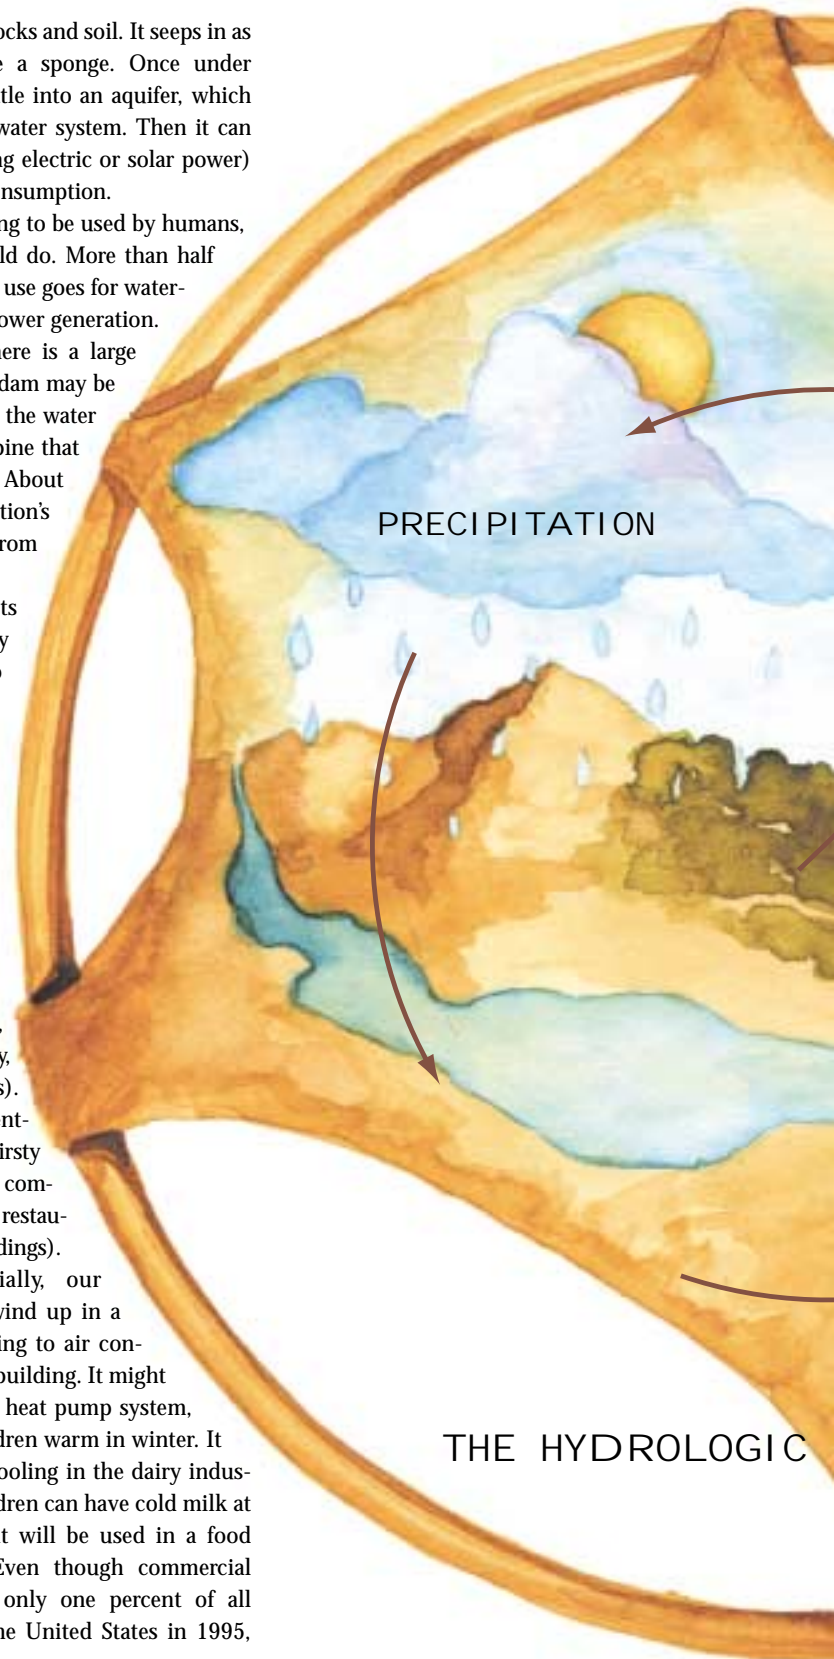 ocks and soil. It seeps in as
e a sponge. Once under
tle into an aquifer, which
water system. Then it can
ng electric or solar power)
nsumption.
ng to be used by humans,
ld do. More than half
use goes for water-
ower generation.
ere is a large
dam may be
the water
bine that
About
tion's
rom
ts
y
y,
s).
nt-
irsty
com-
restau-
dings).
ially, our
wind up in a
ing to air con-
building. It might
heat pump system,
dren warm in winter. It
ooling in the dairy indus-
dren can have cold milk at
t will be used in a food
Even though commercial
only one percent of all
he United States in 1995,
PRECIPITATION
THE HYDROLOGIC